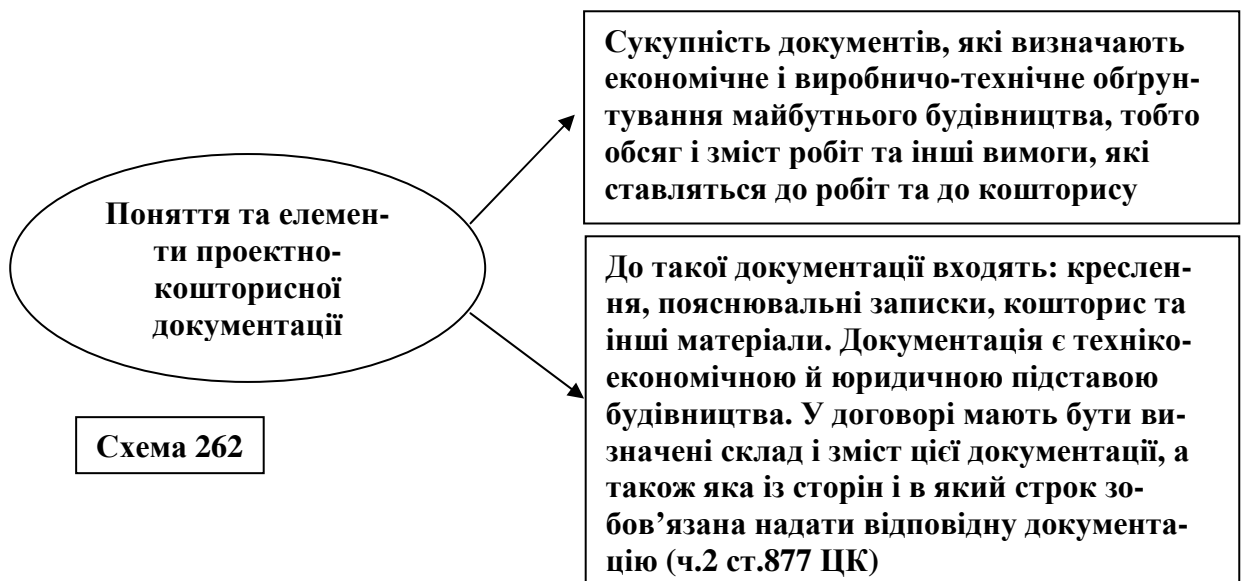 Сукупність документів, які визначають
економічне і виробничо-технічне обґрун-
тування майбутнього будівництва, тобто
обсяг і зміст робіт та інші вимоги, які
ставляться до робіт та до кошторису
Поняття та елемен-
ти проектно-
кошторисної
документації
До такої документації входять: креслен-
ня, пояснювальні записки, кошторис та
інші матеріали. Документація є техніко-
економічною й юридичною підставою
будівництва. У договорі мають бути ви-
значені склад і зміст цієї документації, а
також яка із сторін і в який строк зо-
бов’язана надати відповідну документа-
цію (ч.2 ст.877 ЦК)
Схема 262